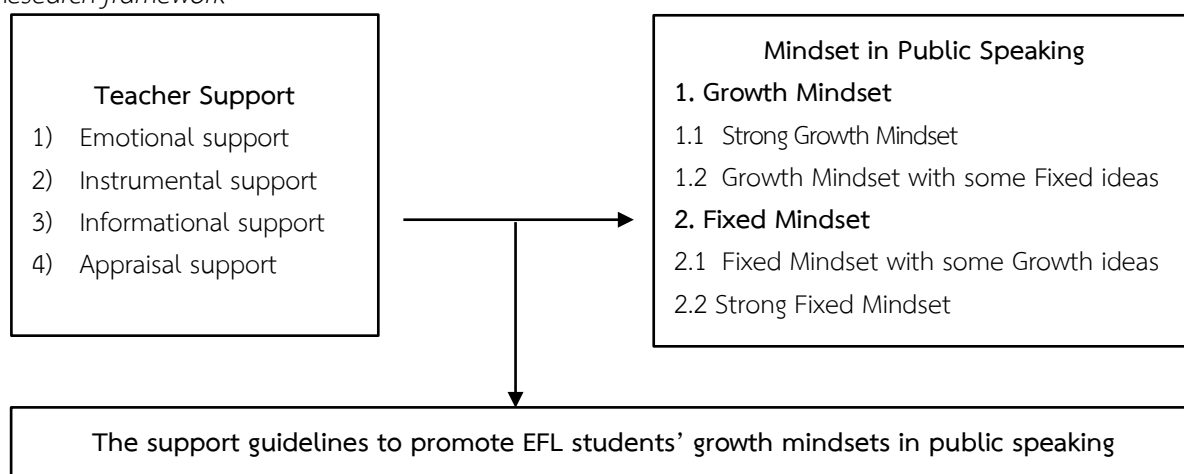 Research framework
Teacher Support
1) Emotional support
2) Instrumental support
3) Informational support
4) Appraisal support
Mindset in Public Speaking
1. Growth Mindset
1.1 Strong Growth Mindset
1.2 Growth Mindset with some Fixed ideas
2. Fixed Mindset
2.1 Fixed Mindset with some Growth ideas
2.2 Strong Fixed Mindset
The support guidelines to promote EFL students’ growth mindsets in public speaking